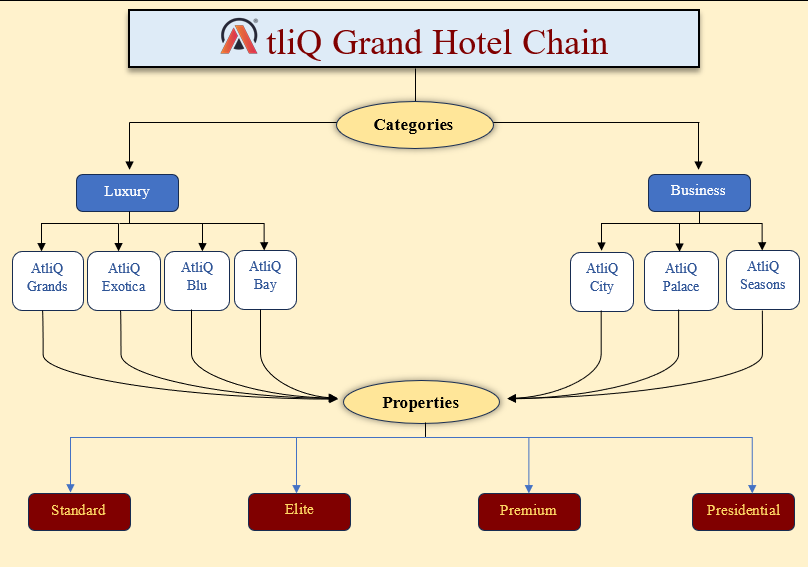 AtliQ Grand Hotel Chain
Categories
Luxury
Business
AtliQ
Grands
AtliQ
Exotica
AtliQ
Blu
AtliQ
Bay
AtliQ
City
AtliQ
Palace
AtliQ
Seasons
Properties
Standard
Elite
Premium
Presidential